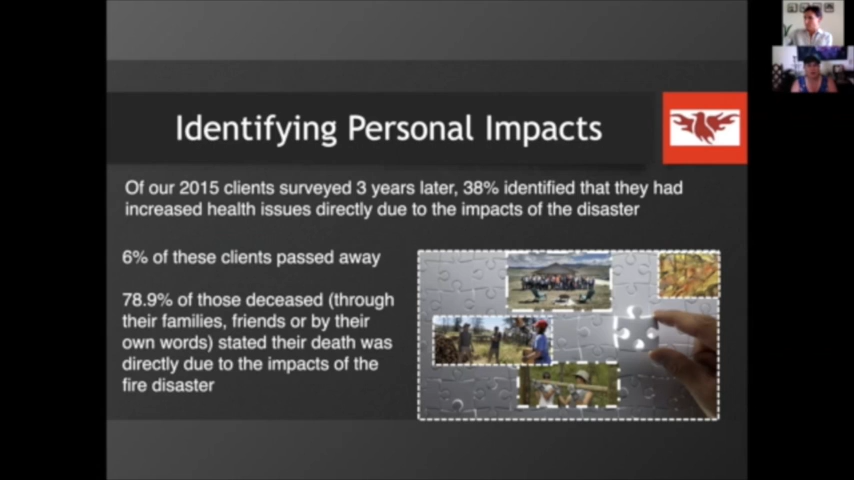 Identifying Personal Impacts
Of our 2015 clients surveyed 3 years later, 38% identified that they had
increased health issues directly due to the impacts of the disaster
6% of these clients passed away
78.9% of those deceased (through
their families, friends or by their
own words) stated their death was
directly due to the impacts of the
fire disaster